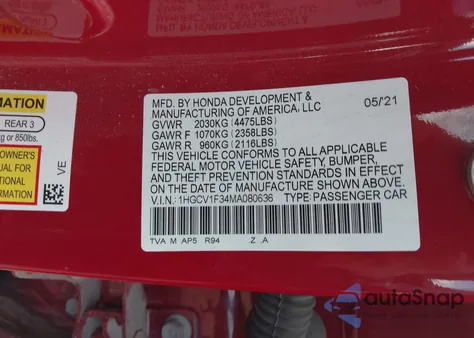 MFD. BY HONDA DEVELOPMENT &
MANUFACTURING OF AMERICA, LLC
05/21
GVWR 2030KG (4475LBS)
GAWR F 1070KG (2358LBS)
GAWR R 960KG (2116LBS)
THIS VEHICLE CONFORMS TO ALL APPLICABLE
FEDERAL MOTOR VEHICLE SAFETY, BUMPER,
AND THEFT PREVENTION STANDARDS IN EFFECT
ON THE DATE OF MANUFACTURE SHOWN ABOVE.
V.I.N.: 1HGCV1F34MA080636 TYPE: PASSENGER CAR
TVA M AP5 R94 Z .A
MATION
REAR 3
kg or 850lbs.
OWNER'S
UAL FOR
TIONAL
RMATION
VE
autoSnap